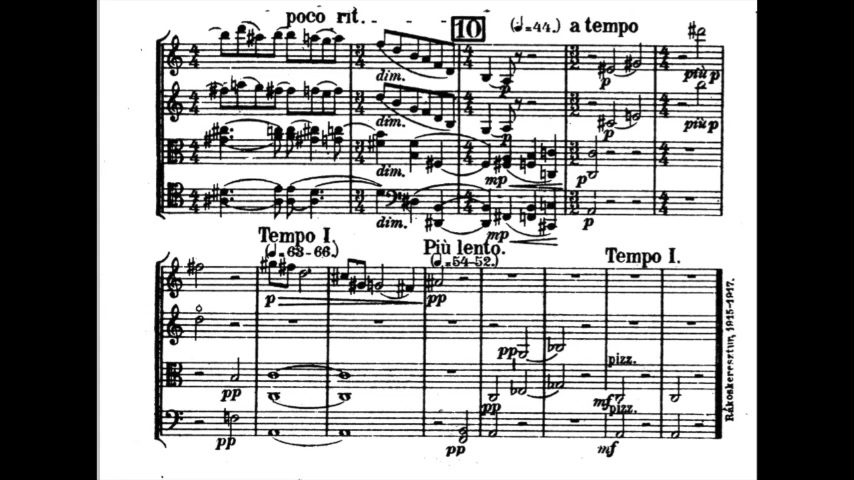 poco rit.
10 (♩=44.) a tempo
dim. p p più p
dim. p p più p
dim. mp p
dim. mp p
Tempo I. Più lento. Tempo I.
(♩=63-66.) (♩=54-52.)
p pp
pp pizz.
pp pp mf pizz.
pp pp mf
Rákoskeresztur, 1915-1917.